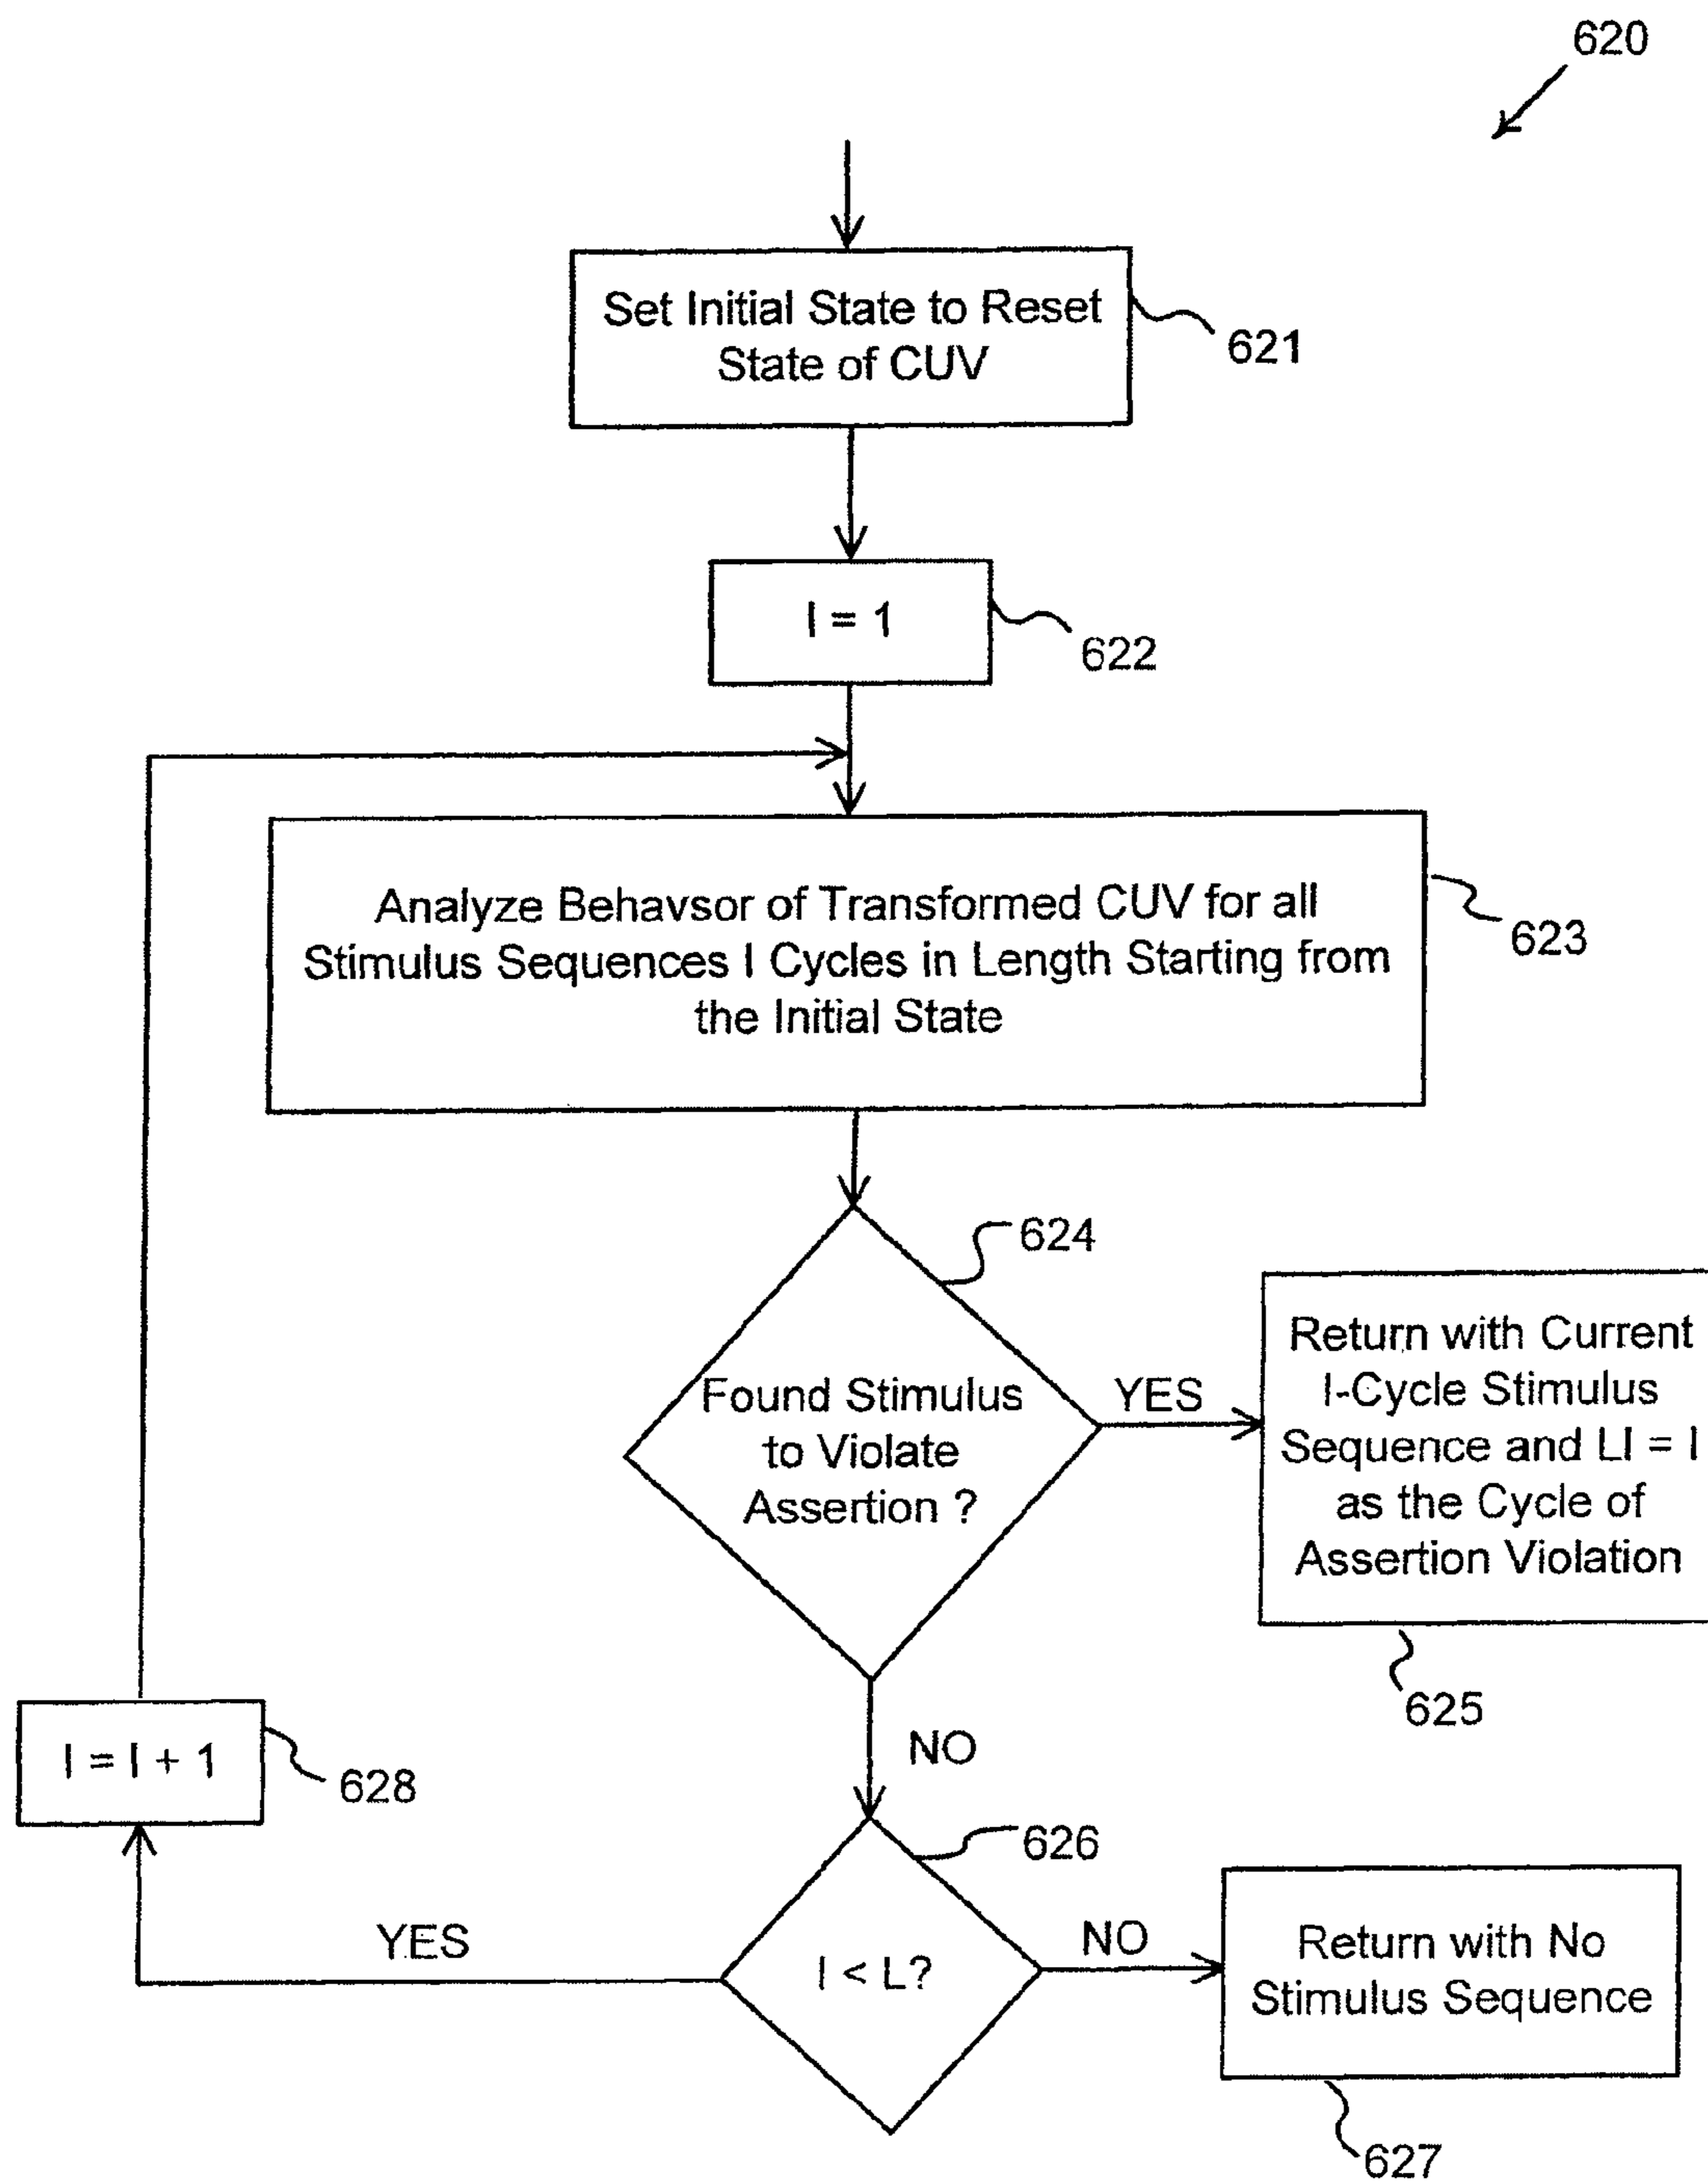 620
Set Initial State to Reset
State of CUV
621
I = 1
622
Analyze Behavsor of Transformed CUV for all
Stimulus Sequences I Cycles in Length Starting from
the Initial State
623
624
Found Stimulus
to Violate
Assertion ?
YES
Return with Current
I-Cycle Stimulus
Sequence and LI = I
as the Cycle of
Assertion Violation
625
NO
I = I + 1
628
626
I < L?
YES
NO
Return with No
Stimulus Sequence
627